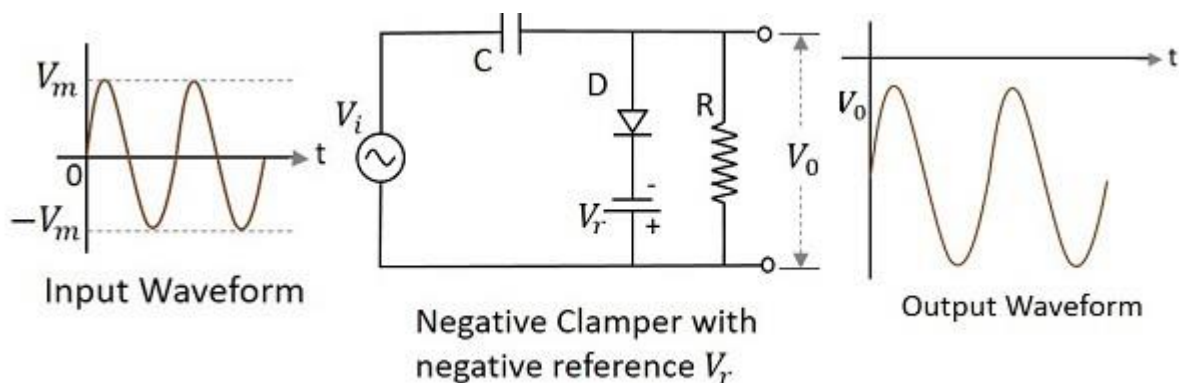 V_m
0
t
−V_m
Input Waveform
C
V_i
D
R
V_r
-
+
V_0
Negative Clamper with
negative reference V_r
t
V_0
Output Waveform